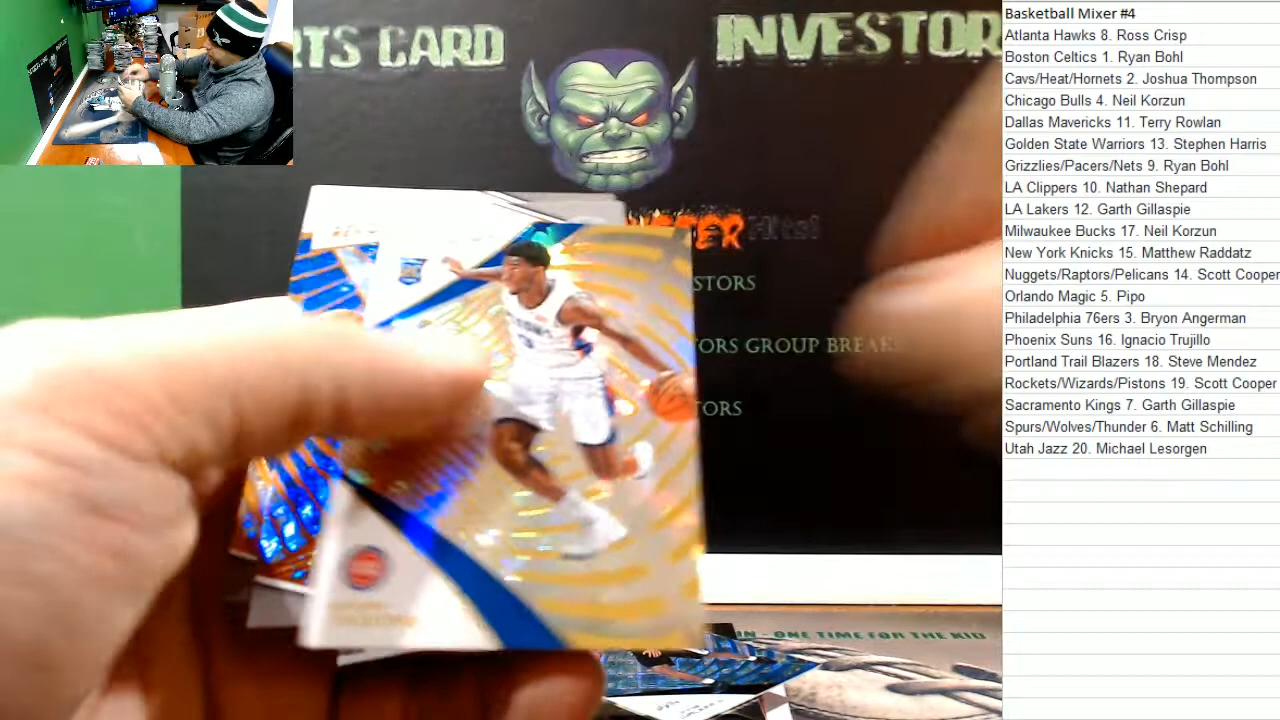 RTS CARD INVESTOR
STORS
ORS GROUP BREAK
TORS
IN - ONE TIME FOR THE KID
Basketball Mixer #4
Atlanta Hawks 8. Ross Crisp
Boston Celtics 1. Ryan Bohl
Cavs/Heat/Hornets 2. Joshua Thompson
Chicago Bulls 4. Neil Korzun
Dallas Mavericks 11. Terry Rowlan
Golden State Warriors 13. Stephen Harris
Grizzlies/Pacers/Nets 9. Ryan Bohl
LA Clippers 10. Nathan Shepard
LA Lakers 12. Garth Gillaspie
Milwaukee Bucks 17. Neil Korzun
New York Knicks 15. Matthew Raddatz
Nuggets/Raptors/Pelicans 14. Scott Cooper
Orlando Magic 5. Pipo
Philadelphia 76ers 3. Bryon Angerman
Phoenix Suns 16. Ignacio Trujillo
Portland Trail Blazers 18. Steve Mendez
Rockets/Wizards/Pistons 19. Scott Cooper
Sacramento Kings 7. Garth Gillaspie
Spurs/Wolves/Thunder 6. Matt Schilling
Utah Jazz 20. Michael Lesorgen